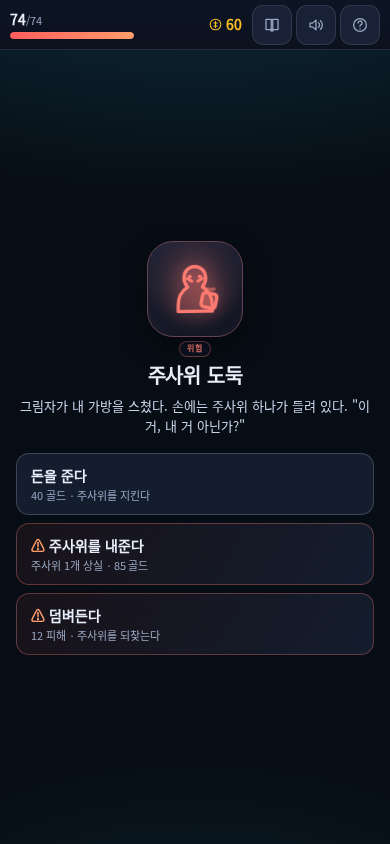 74/74
60
위험
주사위 도둑
그림자가 내 가방을 스쳤다. 손에는 주사위 하나가 들려 있다. "이
거, 내 거 아닌가?"
돈을 준다
40 골드 · 주사위를 지킨다
주사위를 내준다
주사위 1개 상실 · 85 골드
덤벼든다
12 피해 · 주사위를 되찾는다